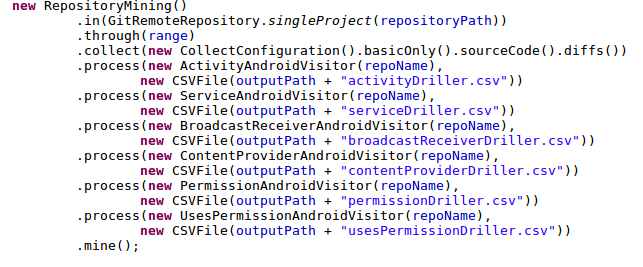 new RepositoryMining()
.in(GitRemoteRepository.singleProject(repositoryPath))
.through(range)
.collect(new CollectConfiguration().basicOnly().sourceCode().diffs())
.process(new ActivityAndroidVisitor(repoName),
new CSVFile(outputPath + "activityDriller.csv"))
.process(new ServiceAndroidVisitor(repoName),
new CSVFile(outputPath + "serviceDriller.csv"))
.process(new BroadcastReceiverAndroidVisitor(repoName),
new CSVFile(outputPath + "broadcastReceiverDriller.csv"))
.process(new ContentProviderAndroidVisitor(repoName),
new CSVFile(outputPath + "contentProviderDriller.csv"))
.process(new PermissionAndroidVisitor(repoName),
new CSVFile(outputPath + "permissionDriller.csv"))
.process(new UsesPermissionAndroidVisitor(repoName),
new CSVFile(outputPath + "usesPermissionDriller.csv"))
.mine();